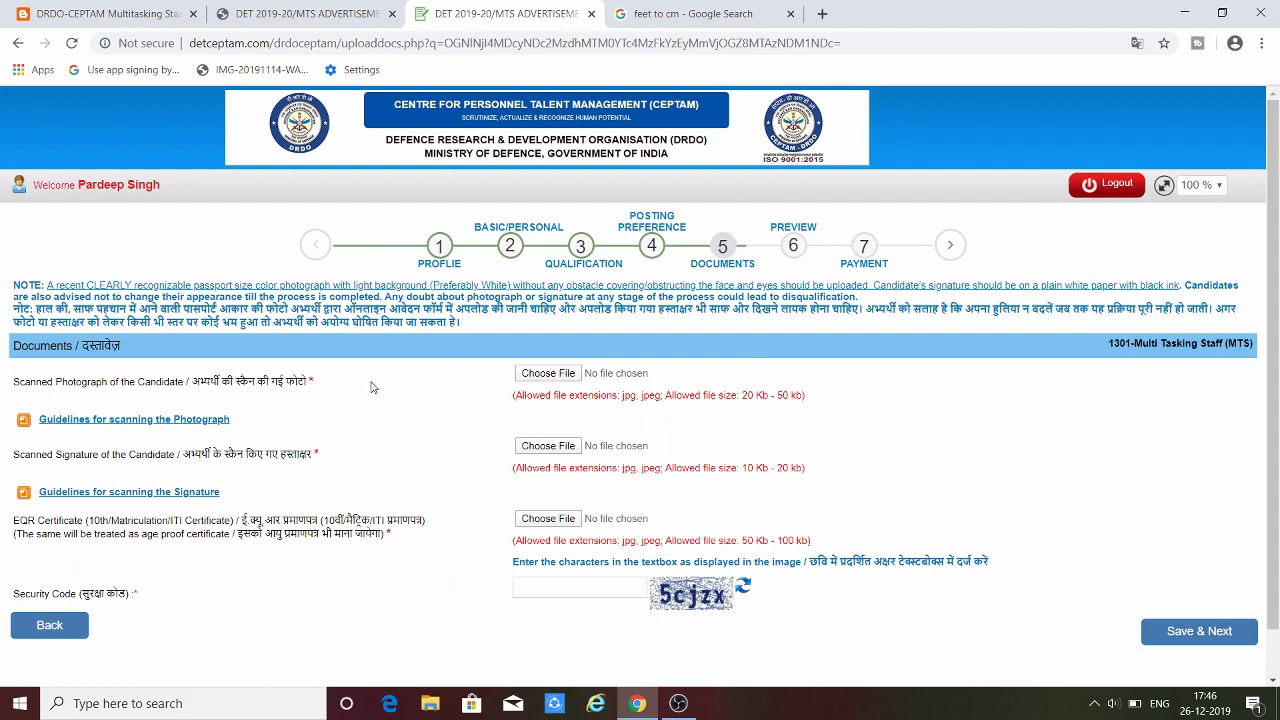 DRDO-CEPTAM Multitasking Sta
DET 2019-20/MTS ADVERTISEME
DET 2019-20/MTS ADVERTISEME
feet to cm - Google Search
Not secure
detceptam.com/drdoceptam/uploaddocs.php?q=OGNlNjI4MDcyNDc2MzdhMTM0YTc4MzFkYzEyMmVjOGZ8MTAzNDM1NDc=
Apps
Use app signing by...
IMG-20191114-WA...
Settings
CENTRE FOR PERSONNEL TALENT MANAGEMENT (CEPTAM)
SCRUTINIZE, ACTUALIZE & RECOGNIZE HUMAN POTENTIAL
DEFENCE RESEARCH & DEVELOPMENT ORGANISATION (DRDO)
MINISTRY OF DEFENCE, GOVERNMENT OF INDIA
DRDO
CEPTAM - DRDO
ISO 9001:2015
Welcome Pardeep Singh
Logout
100 %
1 PROFLIE
2 BASIC/PERSONAL
3 QUALIFICATION
4 POSTING PREFERENCE
5 DOCUMENTS
6 PREVIEW
7 PAYMENT
NOTE: A recent CLEARLY recognizable passport size color photograph with light background (Preferably White) without any obstacle covering/obstructing the face and eyes should be uploaded. Candidate's signature should be on a plain white paper with black ink. Candidates
are also advised not to change their appearance till the process is completed. Any doubt about photograph or signature at any stage of the process could lead to disqualification.
नोट: हाल की, साफ पहचान में आने वाली पासपोर्ट आकार की फोटो अभ्यर्थी द्वारा ऑनलाइन आवेदन फॉर्म में अपलोड की जानी चाहिए और अपलोड किया गया हस्ताक्षर भी साफ और दिखने लायक होना चाहिए। अभ्यर्थी को सलाह है कि अपना हुलिया न बदलें जब तक यह प्रक्रिया पूरी नहीं हो जाती। अगर
फोटो या हस्ताक्षर को लेकर किसी भी स्तर पर कोई भ्रम हुआ तो अभ्यर्थी को अयोग्य घोषित किया जा सकता है।
Documents / दस्तावेज़
1301-Multi Tasking Staff (MTS)
Scanned Photograph of the Candidate / अभ्यर्थी की स्कैन की गई फोटो *
Choose File No file chosen
(Allowed file extensions: jpg, jpeg; Allowed file size: 20 Kb - 50 kb)
Guidelines for scanning the Photograph
Scanned Signature of the Candidate / अभ्यर्थी के स्कैन किए गए हस्ताक्षर *
Choose File No file chosen
(Allowed file extensions: jpg, jpeg; Allowed file size: 10 Kb - 20 kb)
Guidelines for scanning the Signature
EQR Certificate (10th/Matriculation/ITI Certificate) / ई.क्यू.आर प्रमाणपत्र (10वीं/मैट्रिक/ITI प्रमाणपत्र)
(The same will be treated as age proof certificate / इसको आयु प्रमाणपत्र भी माना जायेगा) *
Choose File No file chosen
(Allowed file extensions: jpg, jpeg; Allowed file size: 50 Kb - 100 kb)
Enter the characters in the textbox as displayed in the image / छवि में प्रदर्शित अक्षर टेक्स्टबोक्स में दर्ज करें
Security Code (सुरक्षा कोड) :*
5cjzx
Back
Save & Next
Type here to search
ENG
17:46
26-12-2019
1